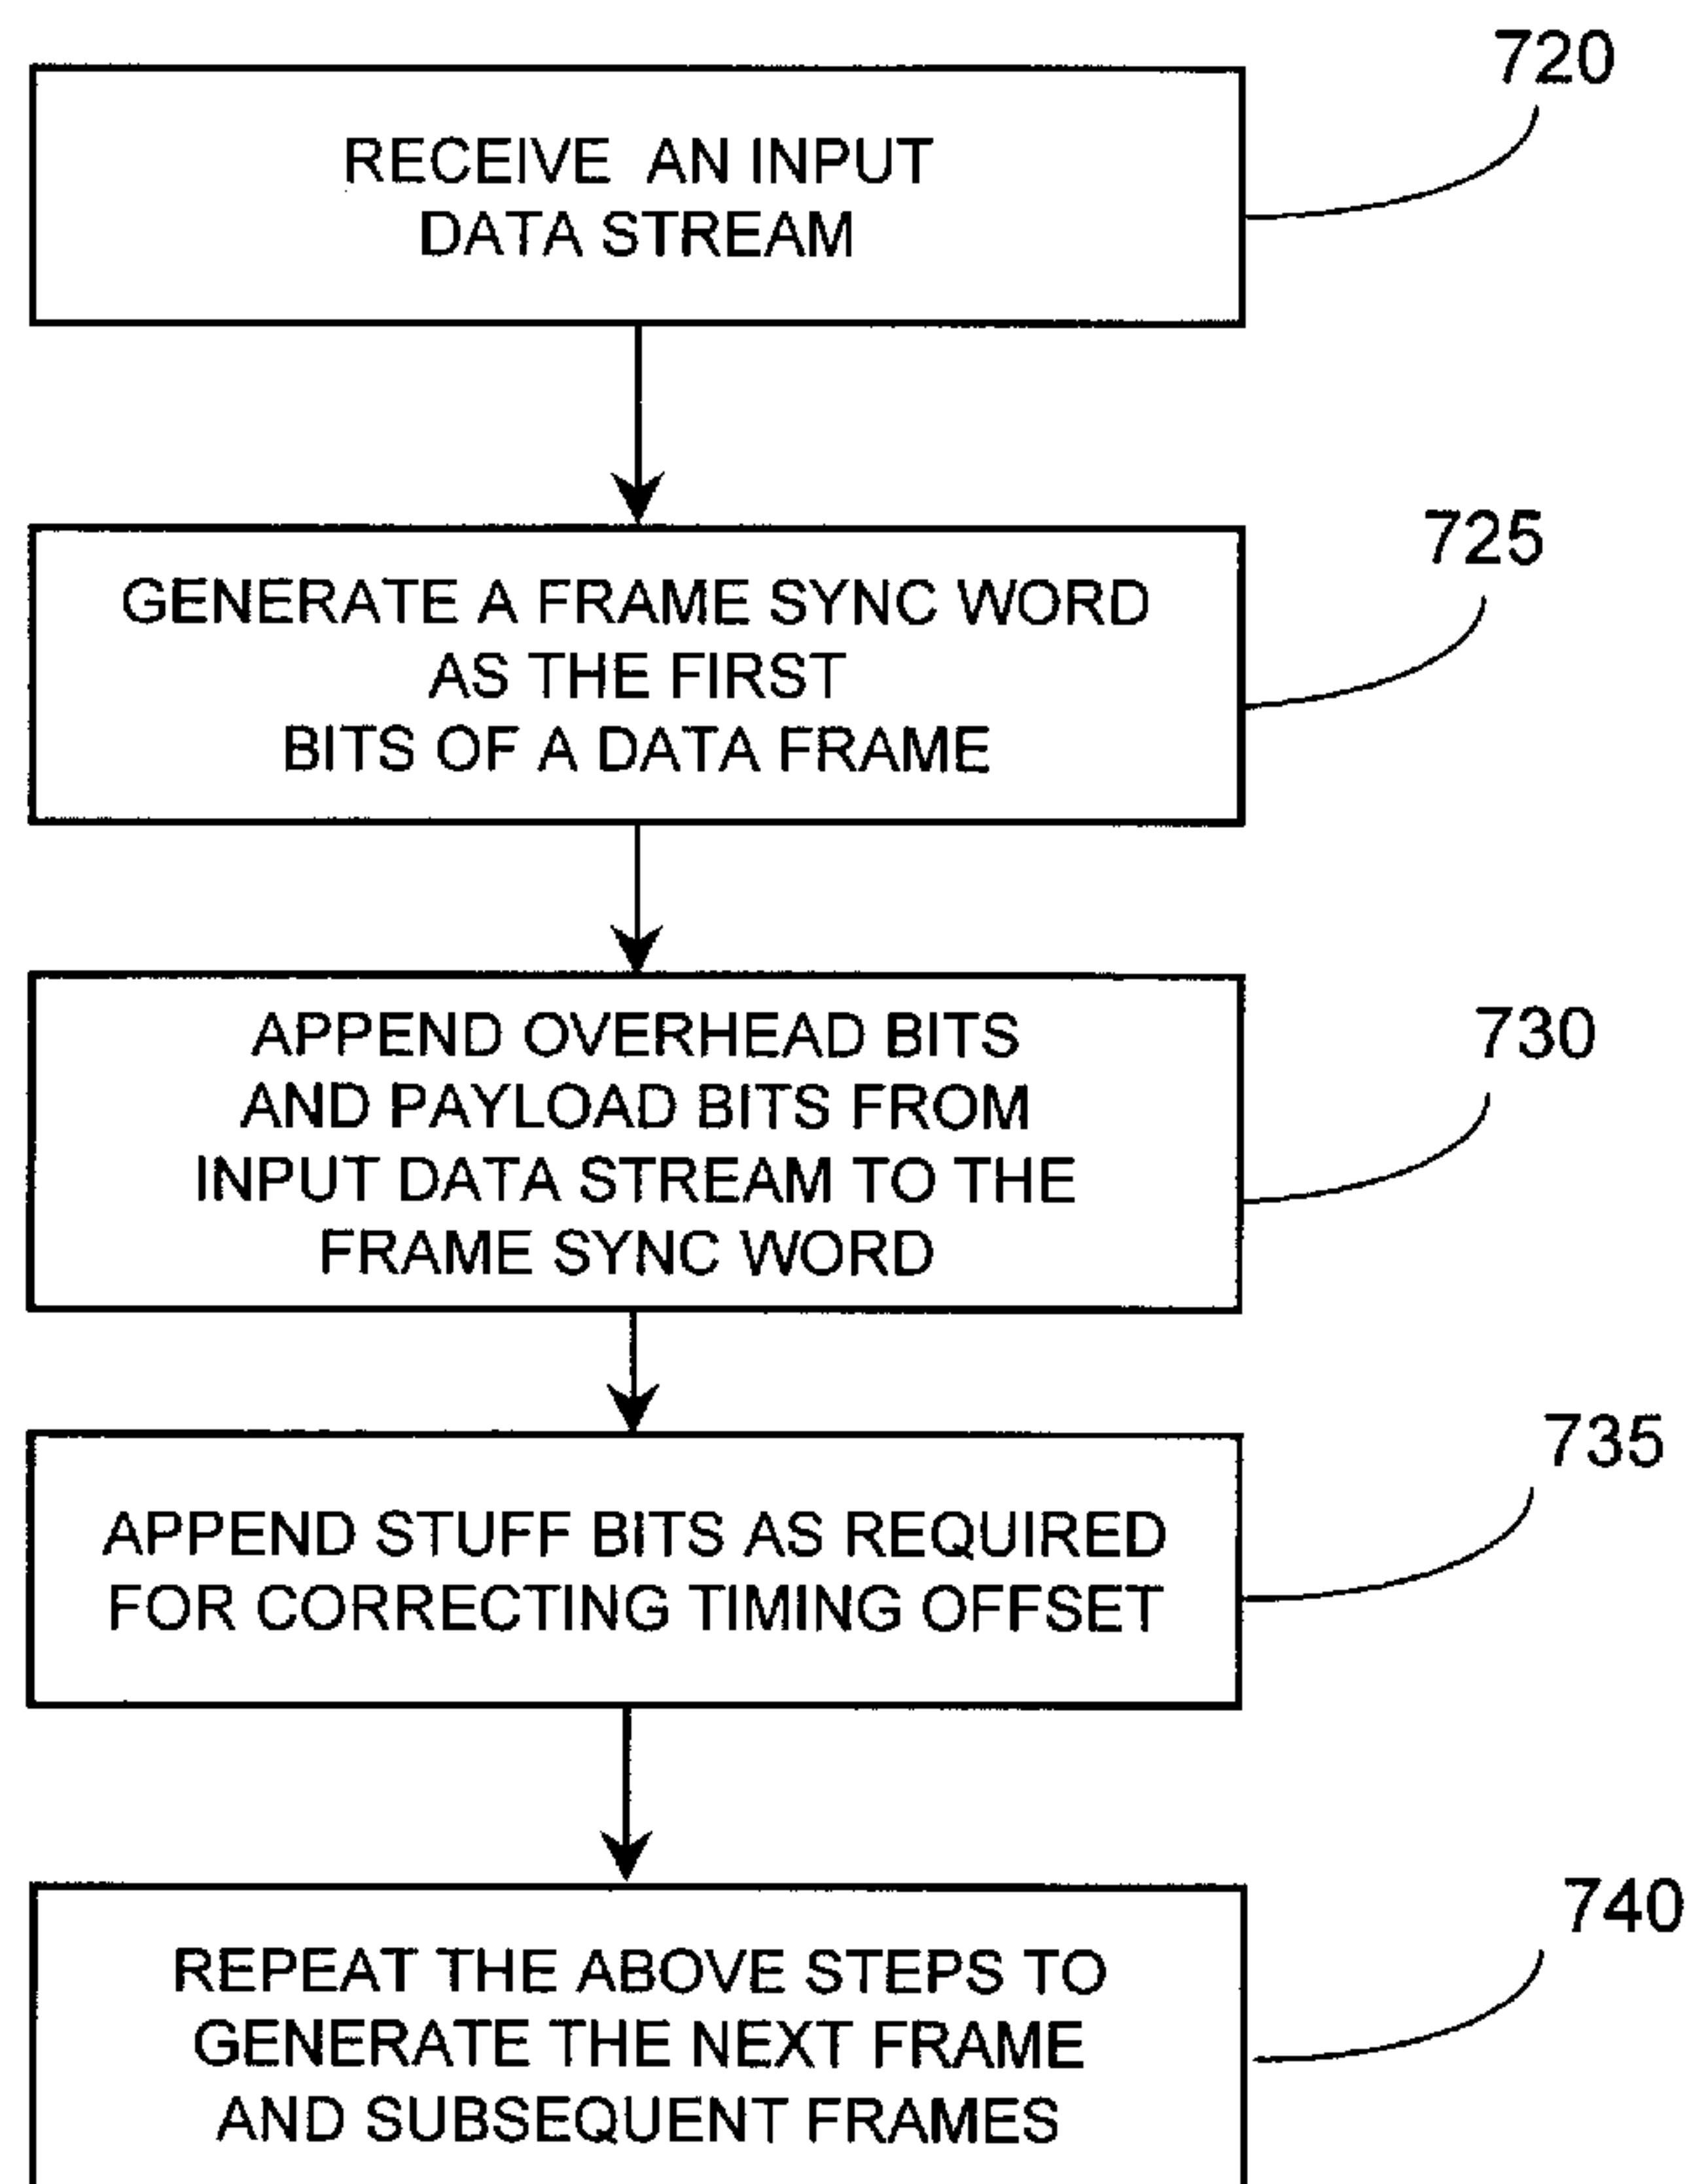 720
RECEIVE AN INPUT
DATA STREAM
725
GENERATE A FRAME SYNC WORD
AS THE FIRST
BITS OF A DATA FRAME
730
APPEND OVERHEAD BITS
AND PAYLOAD BITS FROM
INPUT DATA STREAM TO THE
FRAME SYNC WORD
735
APPEND STUFF BITS AS REQUIRED
FOR CORRECTING TIMING OFFSET
740
REPEAT THE ABOVE STEPS TO
GENERATE THE NEXT FRAME
AND SUBSEQUENT FRAMES